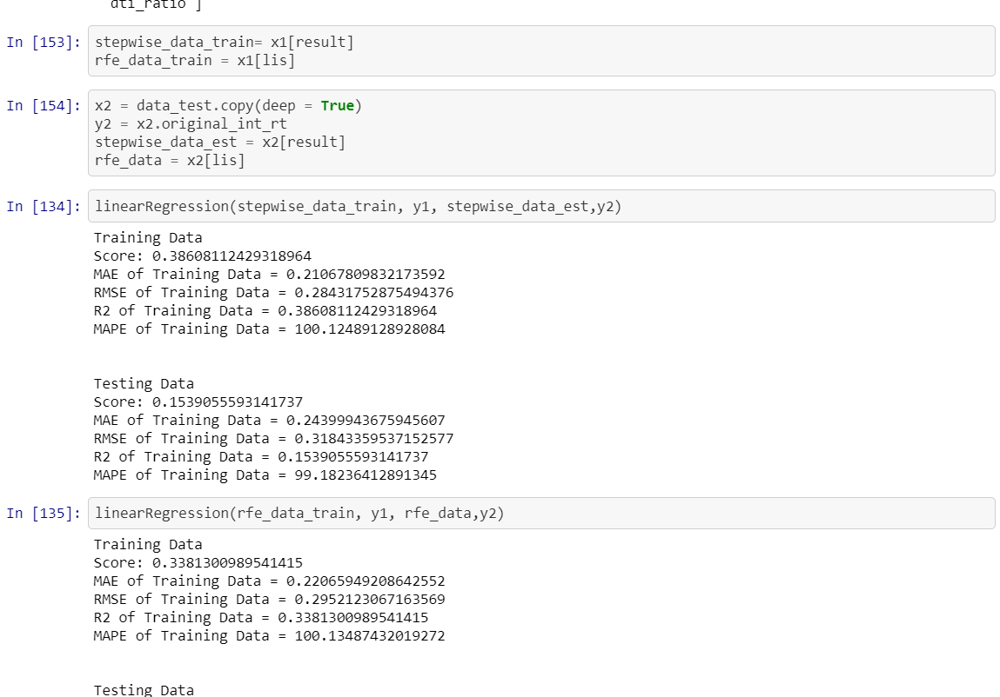 dti_ratio ]
In [153]: stepwise_data_train= x1[result]
rfe_data_train = x1[lis]
In [154]: x2 = data_test.copy(deep = True)
y2 = x2.original_int_rt
stepwise_data_est = x2[result]
rfe_data = x2[lis]
In [134]: linearRegression(stepwise_data_train, y1, stepwise_data_est,y2)
Training Data
Score: 0.38608112429318964
MAE of Training Data = 0.21067809832173592
RMSE of Training Data = 0.28431752875494376
R2 of Training Data = 0.38608112429318964
MAPE of Training Data = 100.12489128928084
Testing Data
Score: 0.1539055593141737
MAE of Training Data = 0.24399943675945607
RMSE of Training Data = 0.31843359537152577
R2 of Training Data = 0.1539055593141737
MAPE of Training Data = 99.18236412891345
In [135]: linearRegression(rfe_data_train, y1, rfe_data,y2)
Training Data
Score: 0.3381300989541415
MAE of Training Data = 0.22065949208642552
RMSE of Training Data = 0.2952123067163569
R2 of Training Data = 0.3381300989541415
MAPE of Training Data = 100.13487432019272
Testing Data